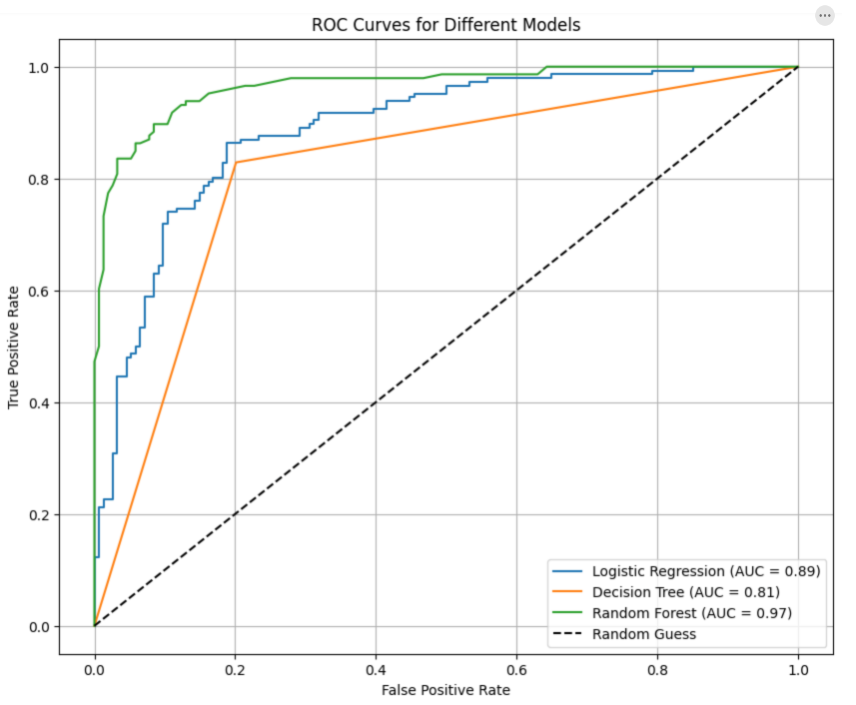 ROC Curves for Different Models
1.0
0.8
0.6
0.4
0.2
0.0
True Positive Rate
0.0 0.2 0.4 0.6 0.8 1.0
False Positive Rate
Logistic Regression (AUC = 0.89)
Decision Tree (AUC = 0.81)
Random Forest (AUC = 0.97)
Random Guess